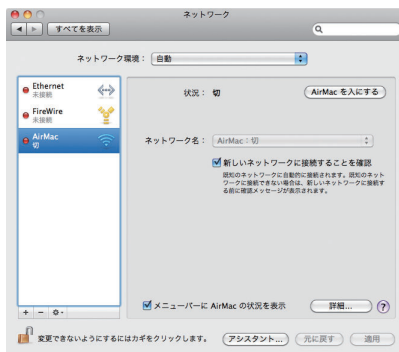 ネットワーク
すべてを表示
ネットワーク環境： 自動
Ethernet
未接続
FireWire
未接続
AirMac
切
状況： 切
AirMac を入にする
ネットワーク名： AirMac：切
新しいネットワークに接続することを確認
既知のネットワークに自動的に接続されます。既知のネット
ワークに接続できない場合は、新しいネットワークに接続す
る前に確認メッセージが表示されます。
メニューバーに AirMac の状況を表示
詳細...
?
変更できないようにするにはカギをクリックします。
アシスタント...
元に戻す
適用